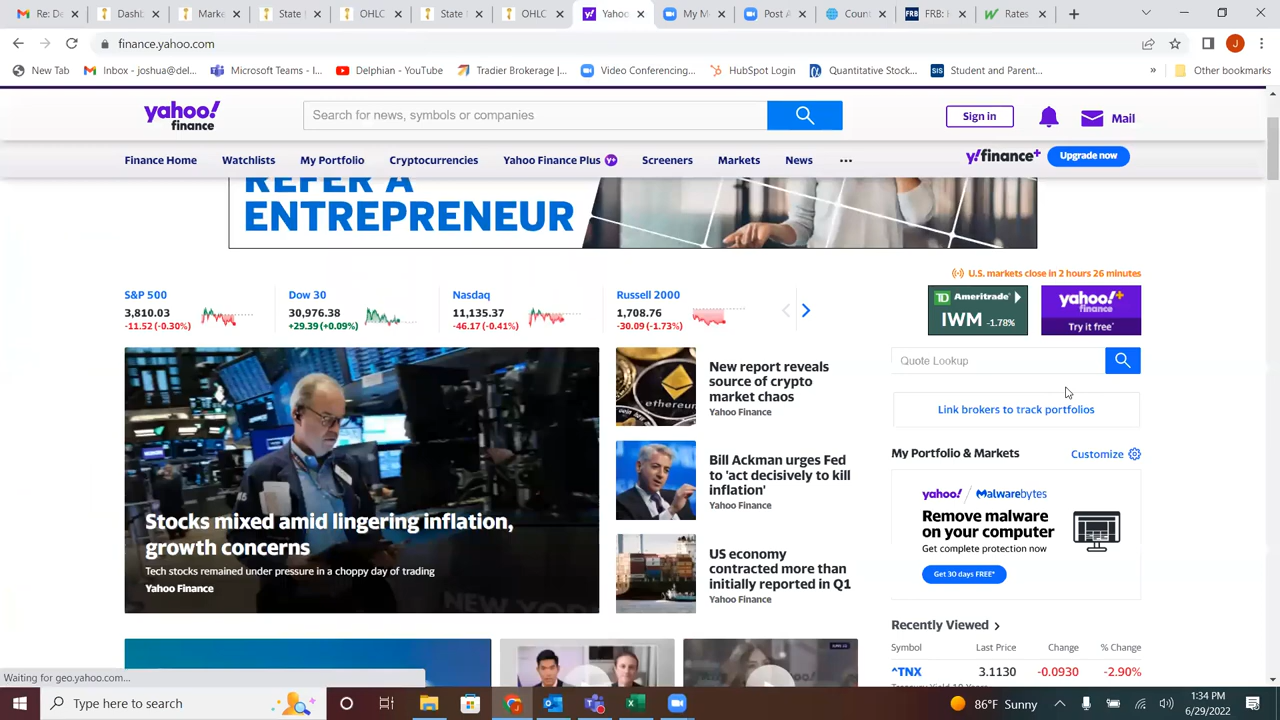 Re: De
Dashb
OHLC
State
OHLC
Yahoo
My M
Post A
Count
FRB:
Rates
finance.yahoo.com
New Tab
Inbox - joshua@del...
Microsoft Teams - I...
Delphian - YouTube
Tradier Brokerage |...
Video Conferencing,...
HubSpot Login
Quantitative Stock...
Student and Parent...
»
Other bookmarks
yahoo! finance
Search for news, symbols or companies
Sign in
Mail
Finance Home
Watchlists
My Portfolio
Cryptocurrencies
Yahoo Finance Plus
Screeners
Markets
News
...
y!finance+
Upgrade now
REFER A
ENTREPRENEUR
U.S. markets close in 2 hours 26 minutes
S&P 500
3,810.03
-11.52 (-0.30%)
Dow 30
30,976.38
+29.39 (+0.09%)
Nasdaq
11,135.37
-46.17 (-0.41%)
Russell 2000
1,708.76
-30.09 (-1.73%)
TD Ameritrade
IWM -1.78%
yahoo!+
finance
Try it free*
Quote Lookup
Link brokers to track portfolios
My Portfolio & Markets
Customize
yahoo! / Malwarebytes
Remove malware
on your computer
Get complete protection now
Get 30 days FREE*
Stocks mixed amid lingering inflation,
growth concerns
Tech stocks remained under pressure in a choppy day of trading
Yahoo Finance
New report reveals
source of crypto
market chaos
Yahoo Finance
Bill Ackman urges Fed
to 'act decisively to kill
inflation'
Yahoo Finance
US economy
contracted more than
initially reported in Q1
Yahoo Finance
Recently Viewed
Symbol
Last Price
Change
% Change
^TNX
3.1130
-0.0930
-2.90%
Waiting for geo.yahoo.com...
Type here to search
86°F Sunny
1:34 PM
6/29/2022